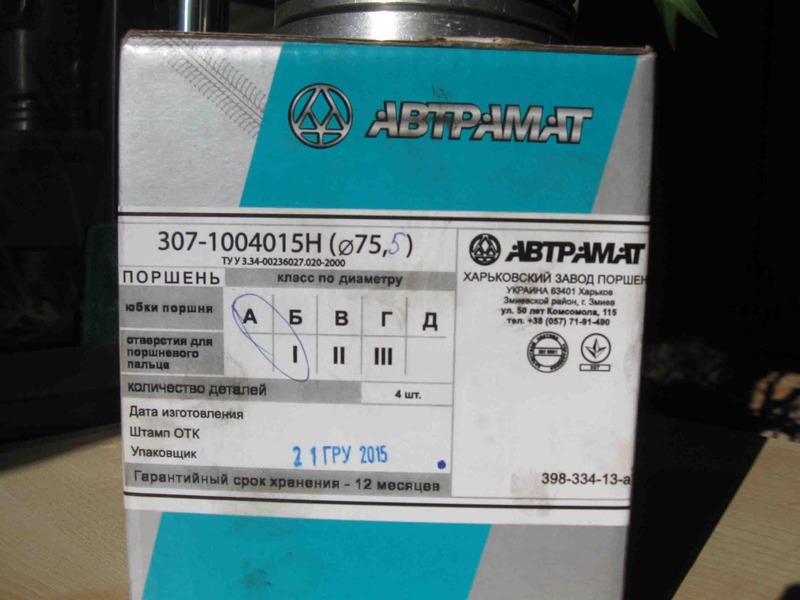 АВТРАМАТ
307-1004015Н (⌀75,5)
ТУ У 3.34-00236027.020-2000
ПОРШЕНЬ
класс по диаметру
юбки поршня
А Б В Г Д
отверстия для
поршневого
пальца
I II III
количество деталей
4 шт.
Дата изготовления
Штамп ОТК
Упаковщик
21 ГРУ 2015
Гарантийный срок хранения - 12 месяцев
АВТРАМАТ
ХАРЬКОВСКИЙ ЗАВОД ПОРШЕН
УКРАИНА 63401 Харьков
Змиевской район, г. Змиев
ул. 50 лет Комсомола, 115
тел. +38 (057) 71-91-490
ISO 9001
398-334-13-а